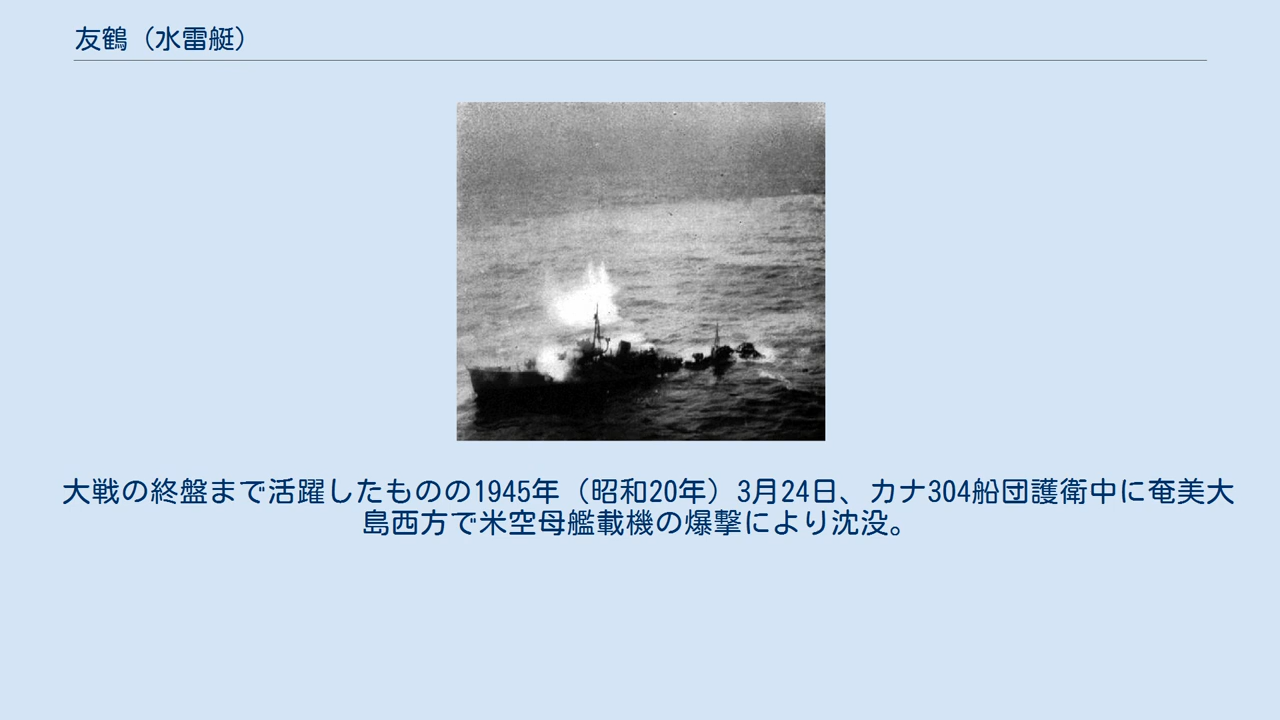 友鶴（水雷艇）
大戦の終盤まで活躍したものの1945年（昭和20年）3月24日、カナ304船団護衛中に奄美大
島西方で米空母艦載機の爆撃により沈没。